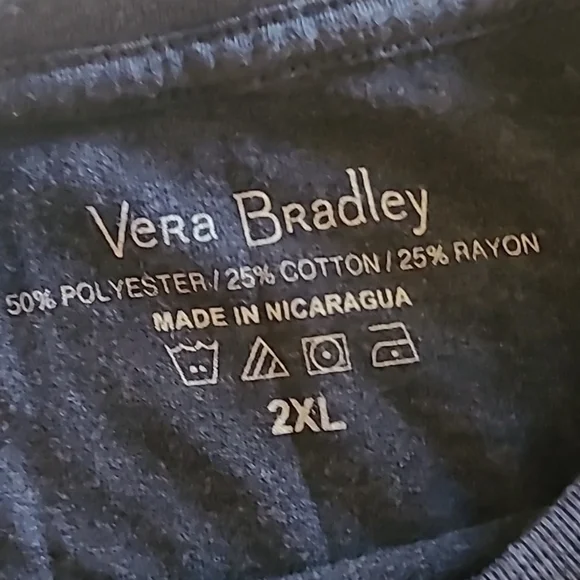 Vera Bradley
50% POLYESTER / 25% COTTON / 25% RAYON
MADE IN NICARAGUA
2XL